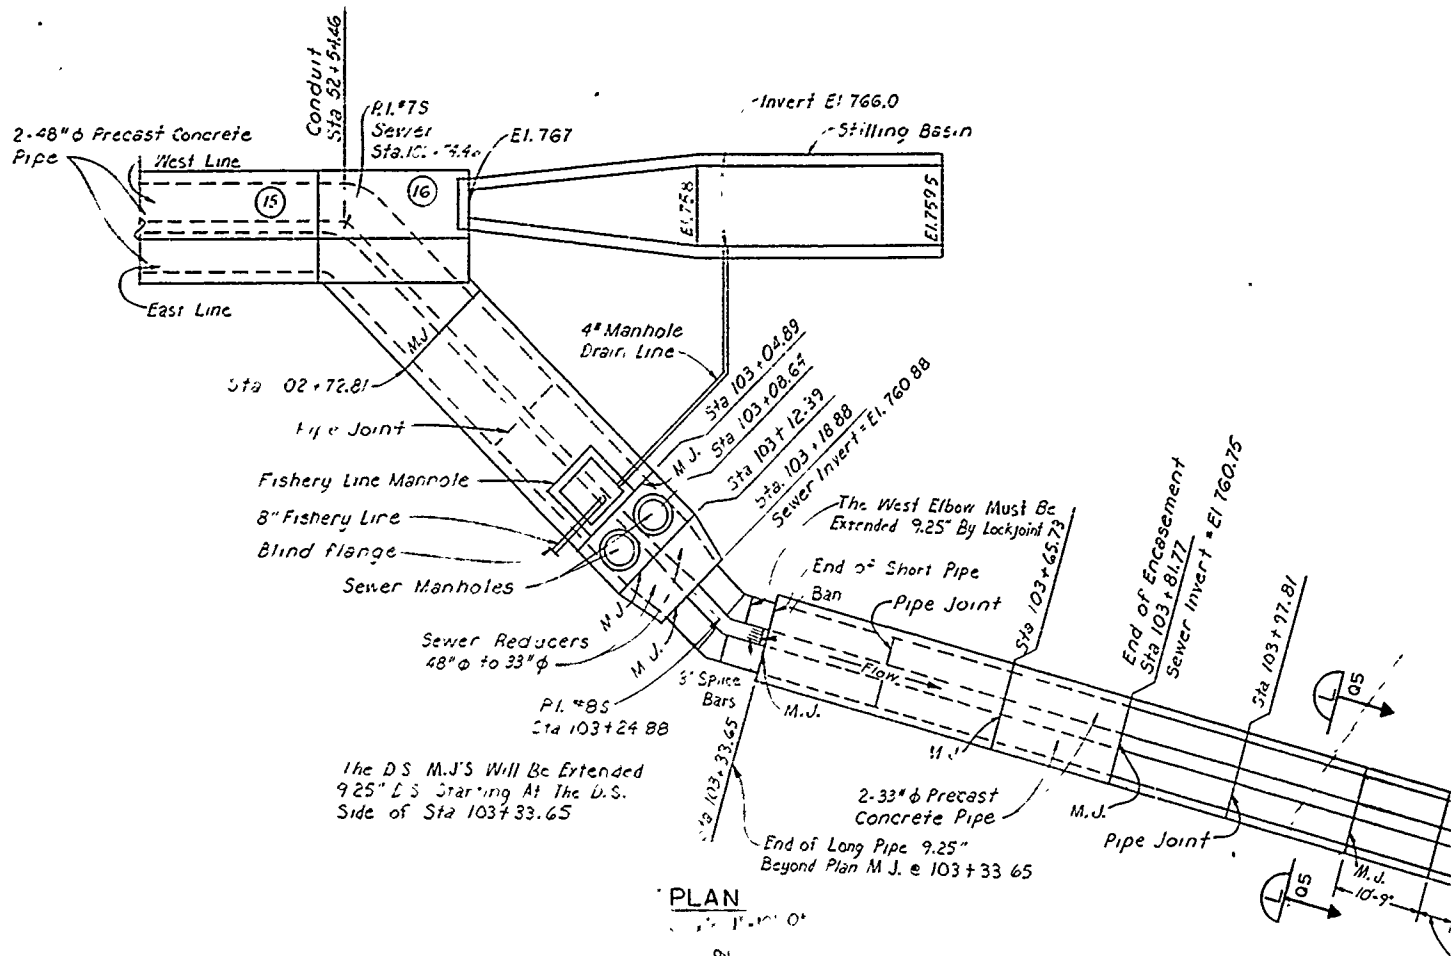 Conduit
Sta 52+54.46
P.I. #7S
Sewer
El. 767
Invert El 766.0
Stilling Basin
2-48" φ Precast Concrete
Pipe
West Line
15
16
El. 758
El. 759.5
East Line
M.J.
02+72.81
4" Manhole
Drain Line
Sta 103+04.89
M.J. Sta 103+08.64
Sta 103+12.39
Sta. 103+18.88
Sewer Invert = El. 760.88
Pipe Joint
Fishery Line Manhole
8" Fishery Line
Blind flange
Sewer Manholes
The West Elbow Must Be
Extended 9.25" By Lockjoint
End of Short Pipe
Ban
Pipe Joint
Sta 103+65.73
End of Encasement
Sta 103+81.77
Sewer Invert = El 760.75
Sta 103+97.81
L Q5
Sewer Reducers
48" φ to 33" φ
M.J.
M.J.
Flow
3" Splice
Bars
M.J.
P.I. #8S
Sta 103+24.88
M.J.
Sta 103+33.65
The D.S. M.J.'S Will Be Extended
9.25" D.S. Starting At The D.S.
Side of Sta 103+33.65
2-33" φ Precast
Concrete Pipe
M.J.
Pipe Joint
End of Long Pipe 9.25"
Beyond Plan M.J. @ 103+33.65
L Q5
M.J.
10'-9"
PLAN